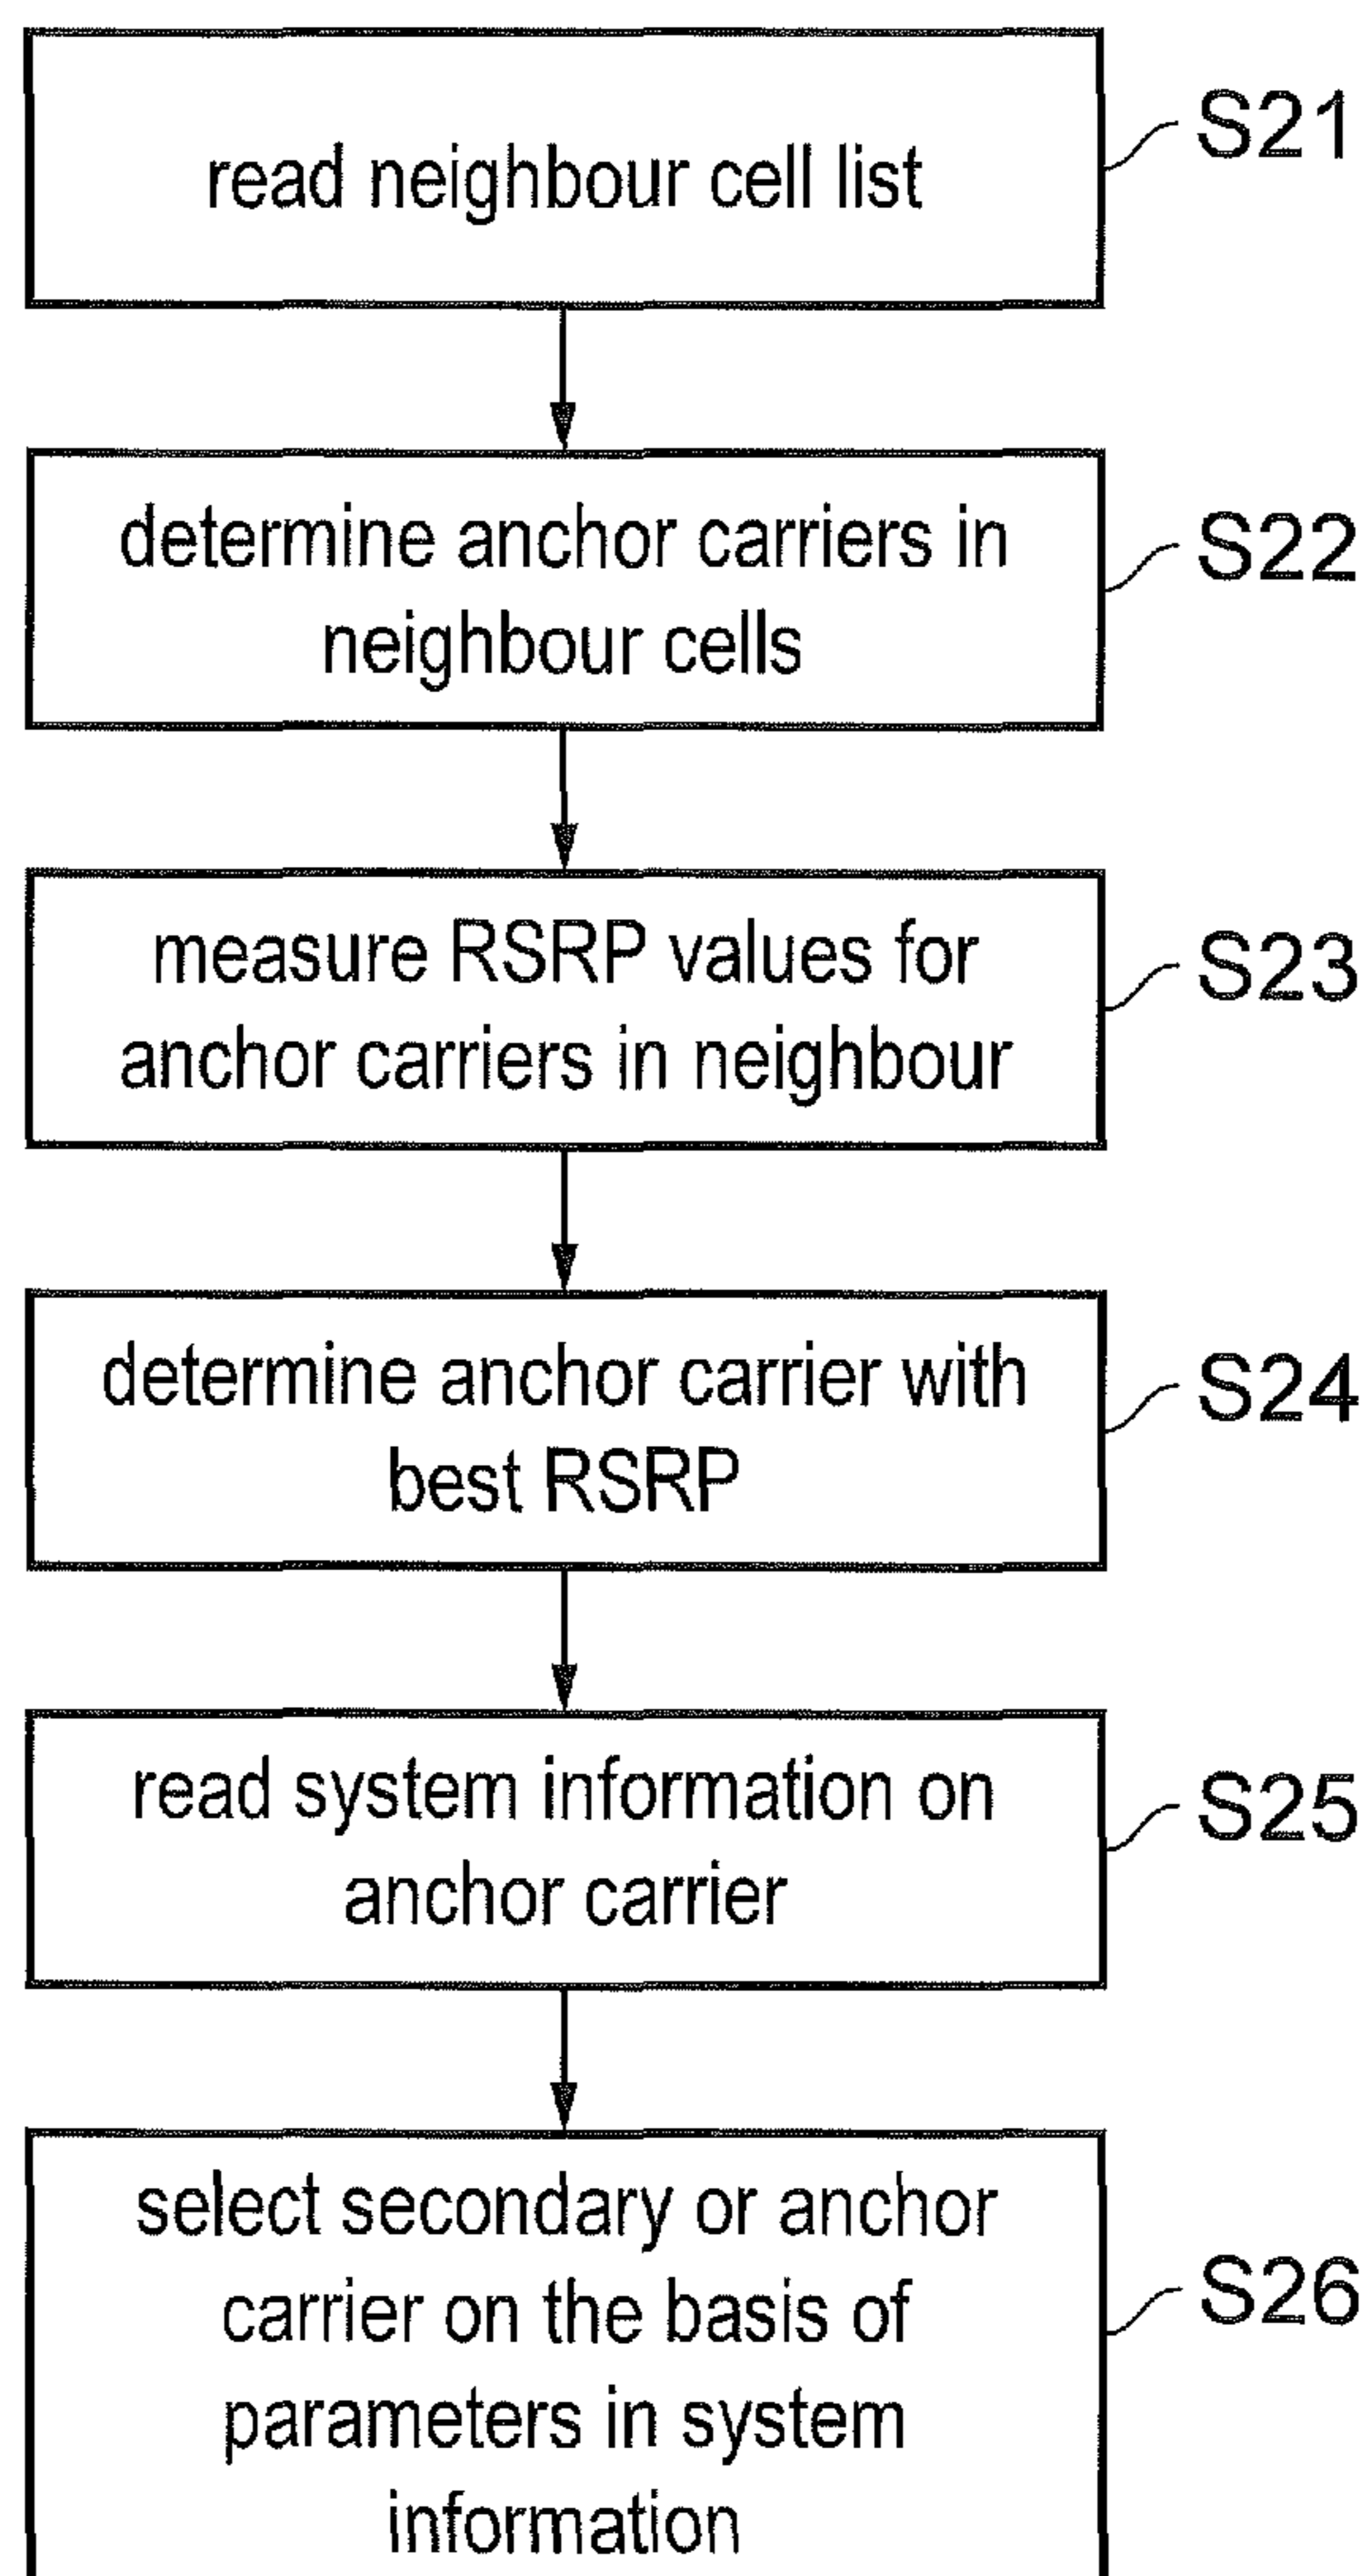 read neighbour cell list
S21
determine anchor carriers in
neighbour cells
S22
measure RSRP values for
anchor carriers in neighbour
S23
determine anchor carrier with
best RSRP
S24
read system information on
anchor carrier
S25
select secondary or anchor
carrier on the basis of
parameters in system
information
S26